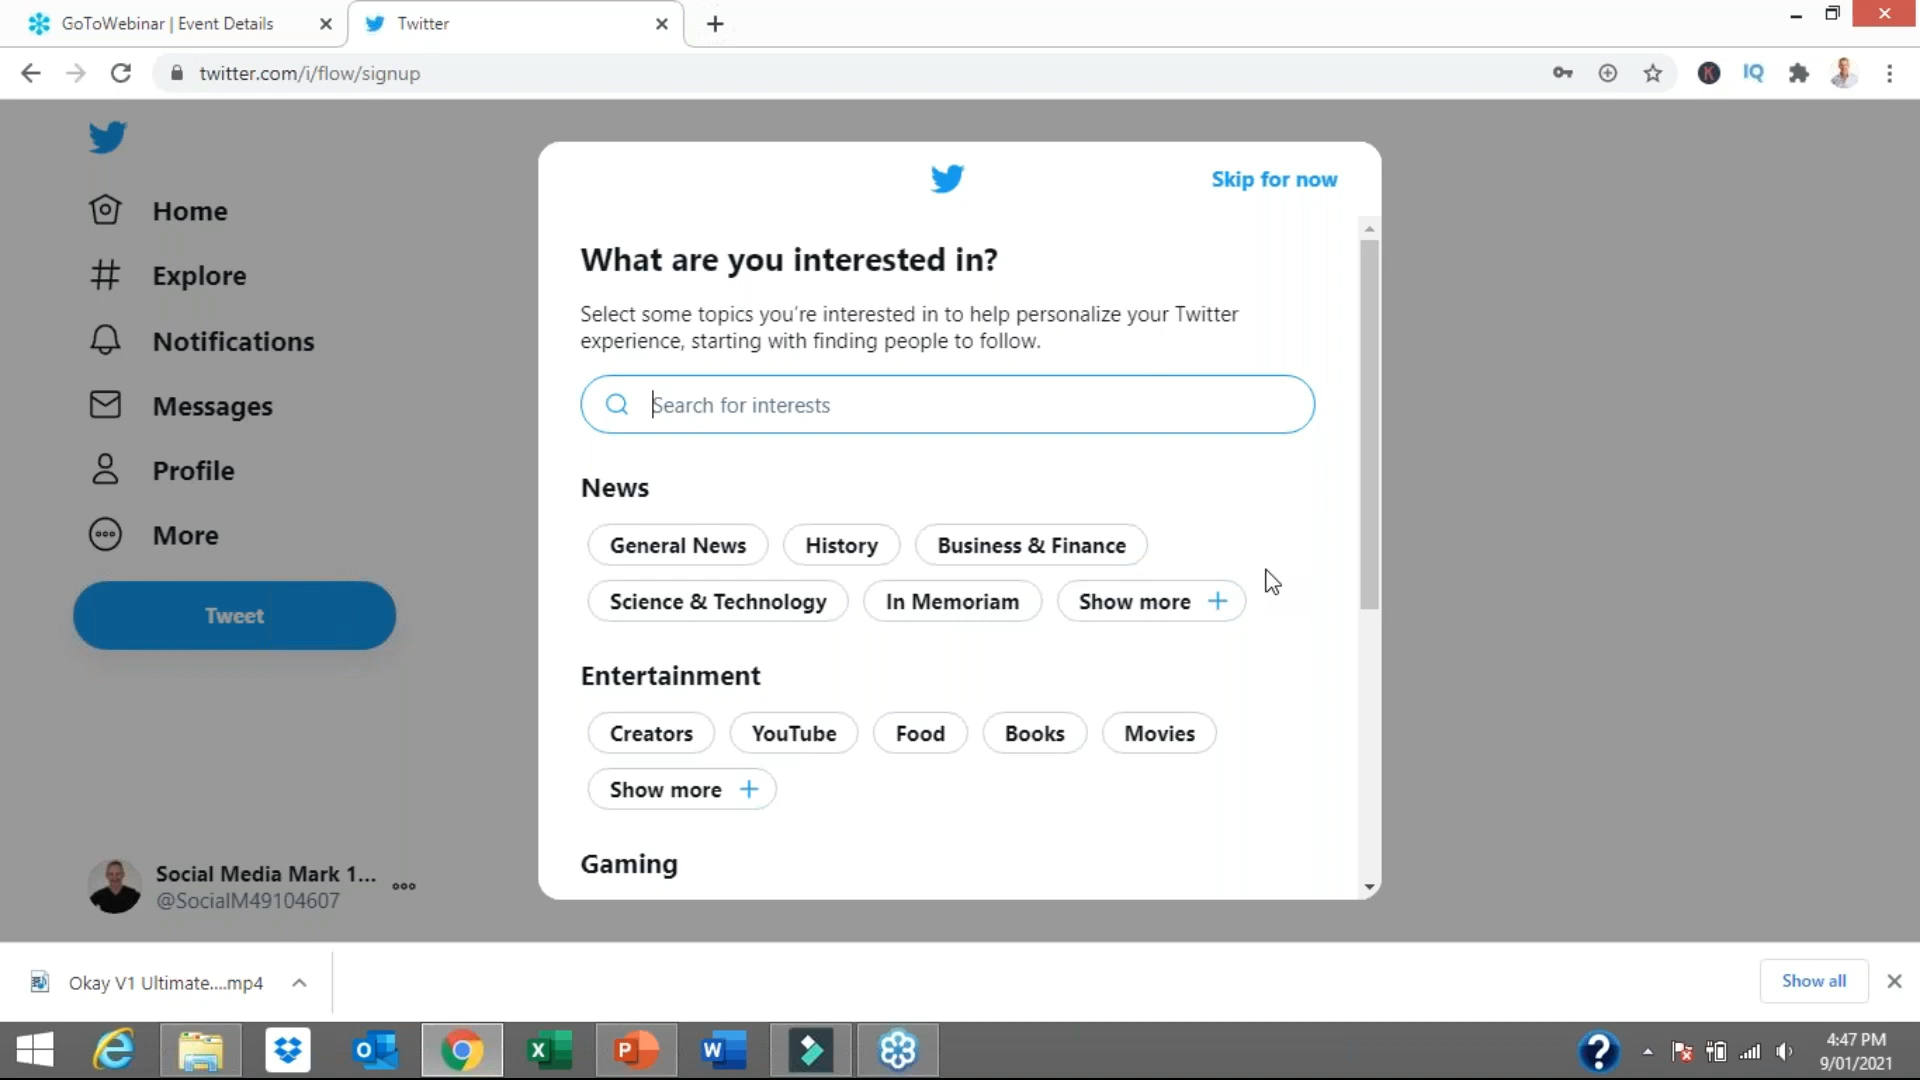 GoToWebinar | Event Details
Twitter
twitter.com/i/flow/signup
K
IQ
Home
Explore
Notifications
Messages
Profile
More
Tweet
Social Media Mark 1...
@SocialM49104607
Skip for now
What are you interested in?
Select some topics you're interested in to help personalize your Twitter
experience, starting with finding people to follow.
Search for interests
News
General News
History
Business & Finance
Science & Technology
In Memoriam
Show more
Entertainment
Creators
YouTube
Food
Books
Movies
Show more
Gaming
Okay V1 Ultimate....mp4
Show all
4:47 PM
9/01/2021